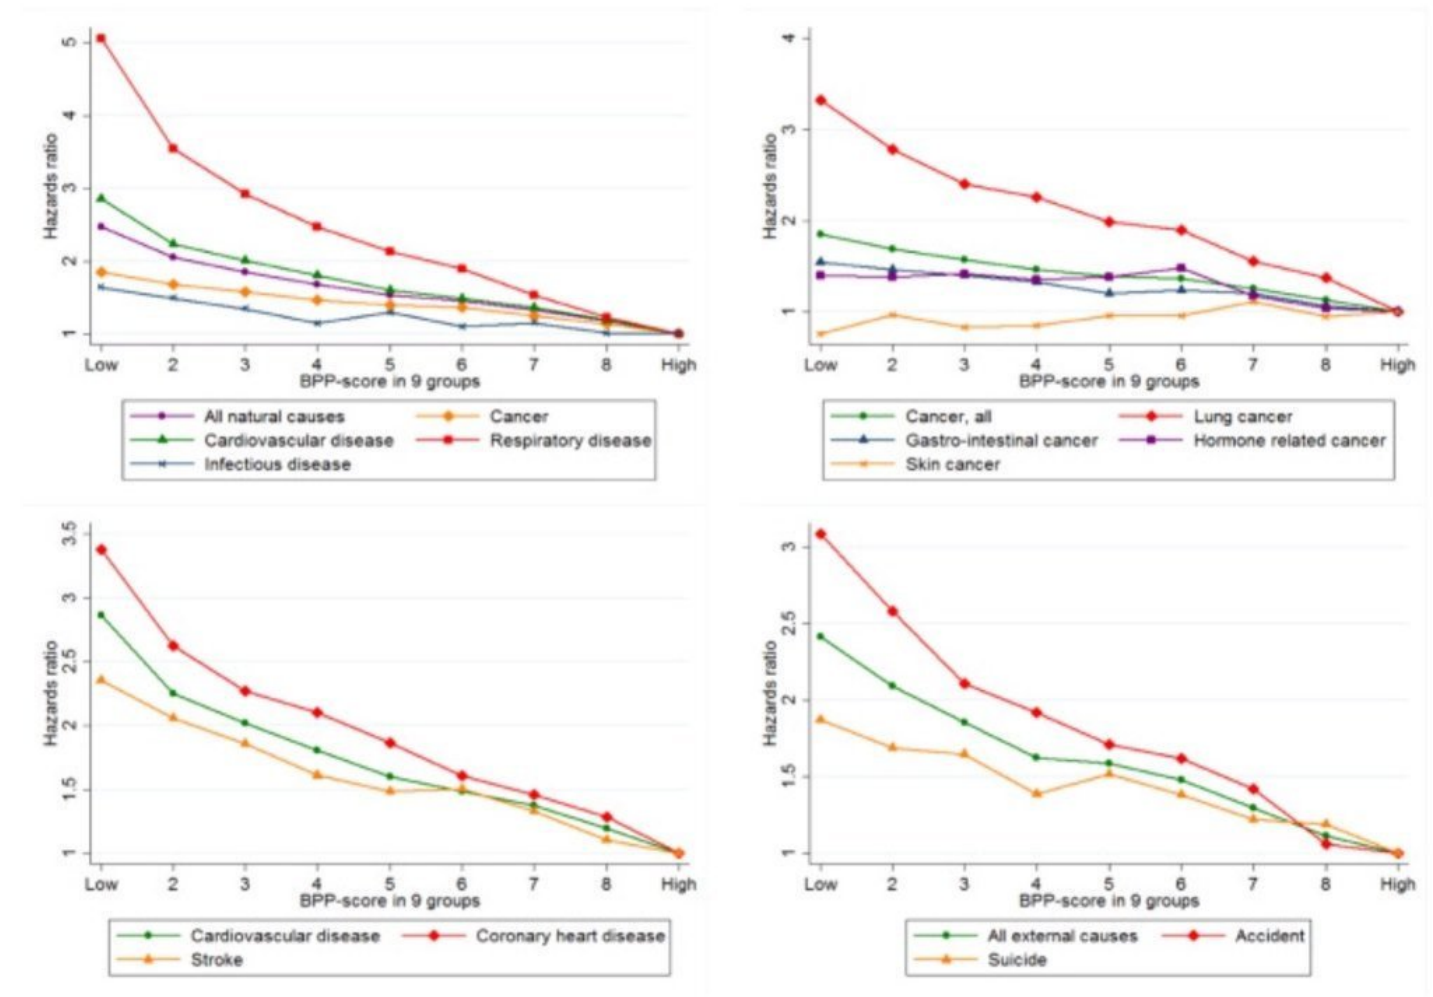 5
4
3
2
1
Hazards ratio
Low 2 3 4 5 6 7 8 High
BPP-score in 9 groups
All natural causes Cancer
Cardiovascular disease Respiratory disease
Infectious disease
4
3
2
1
Hazards ratio
Low 2 3 4 5 6 7 8 High
BPP-score in 9 groups
Cancer, all Lung cancer
Gastro-intestinal cancer Hormone related cancer
Skin cancer
3.5
3
2.5
2
1.5
1
Hazards ratio
Low 2 3 4 5 6 7 8 High
BPP-score in 9 groups
Cardiovascular disease Coronary heart disease
Stroke
3
2.5
2
1.5
1
Hazards ratio
Low 2 3 4 5 6 7 8 High
BPP-score in 9 groups
All external causes Accident
Suicide